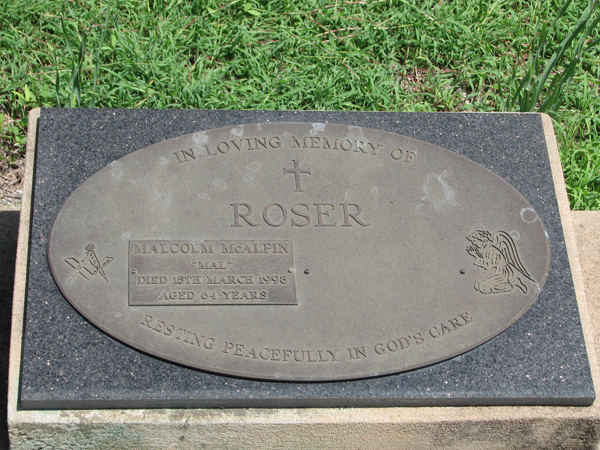 IN LOVING MEMORY OF
ROSER
MALCOLM McALPIN
"MAL"
DIED 15TH MARCH 1998
AGED 64 YEARS
RESTING PEACEFULLY IN GOD'S CARE